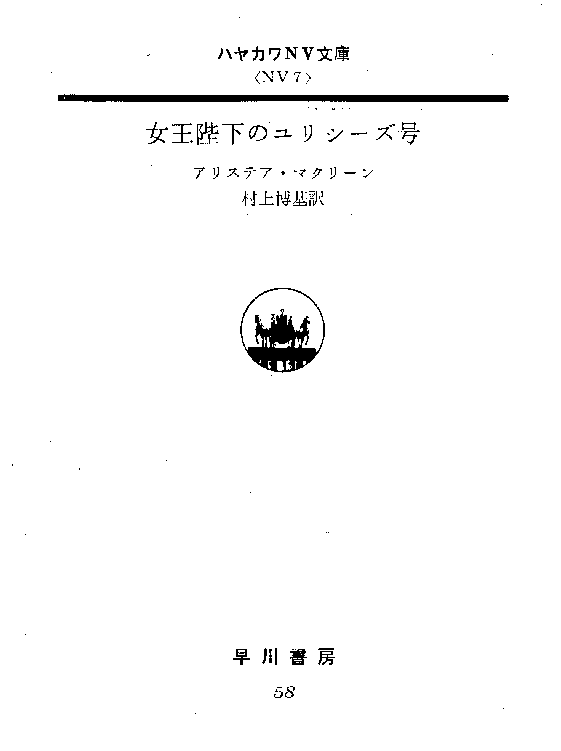 ハヤカワNV文庫
〈NV7〉
女王陛下のユリシーズ号
アリステア・マクリーン
村上博基訳
早川書房
58